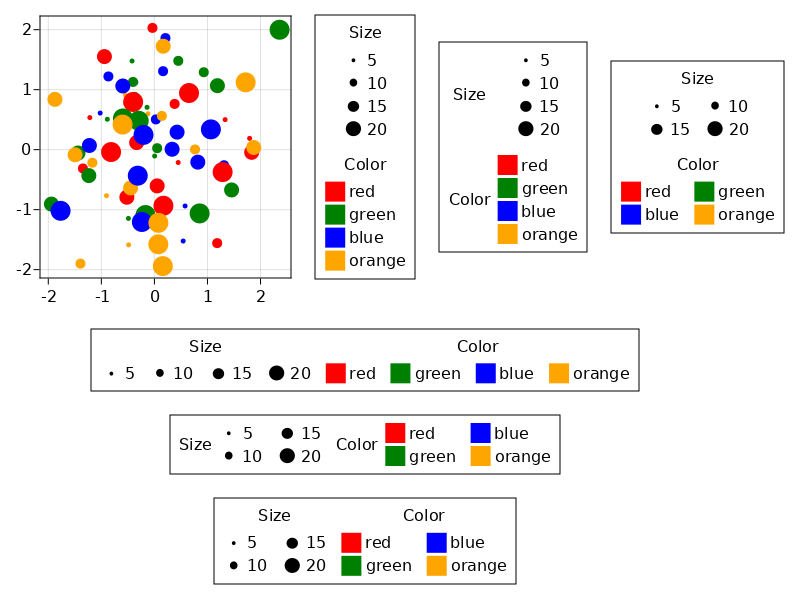 2
1
0
-1
-2
-2 -1 0 1 2
Size
5
10
15
20
Color
red
green
blue
orange
Size
5
10
15
20
Color
red
green
blue
orange
Size
5 10
15 20
Color
red green
blue orange
Size Color
5 10 15 20 red green blue orange
Size 5 15 Color red blue
10 20 green orange
Size Color
5 15 red blue
10 20 green orange